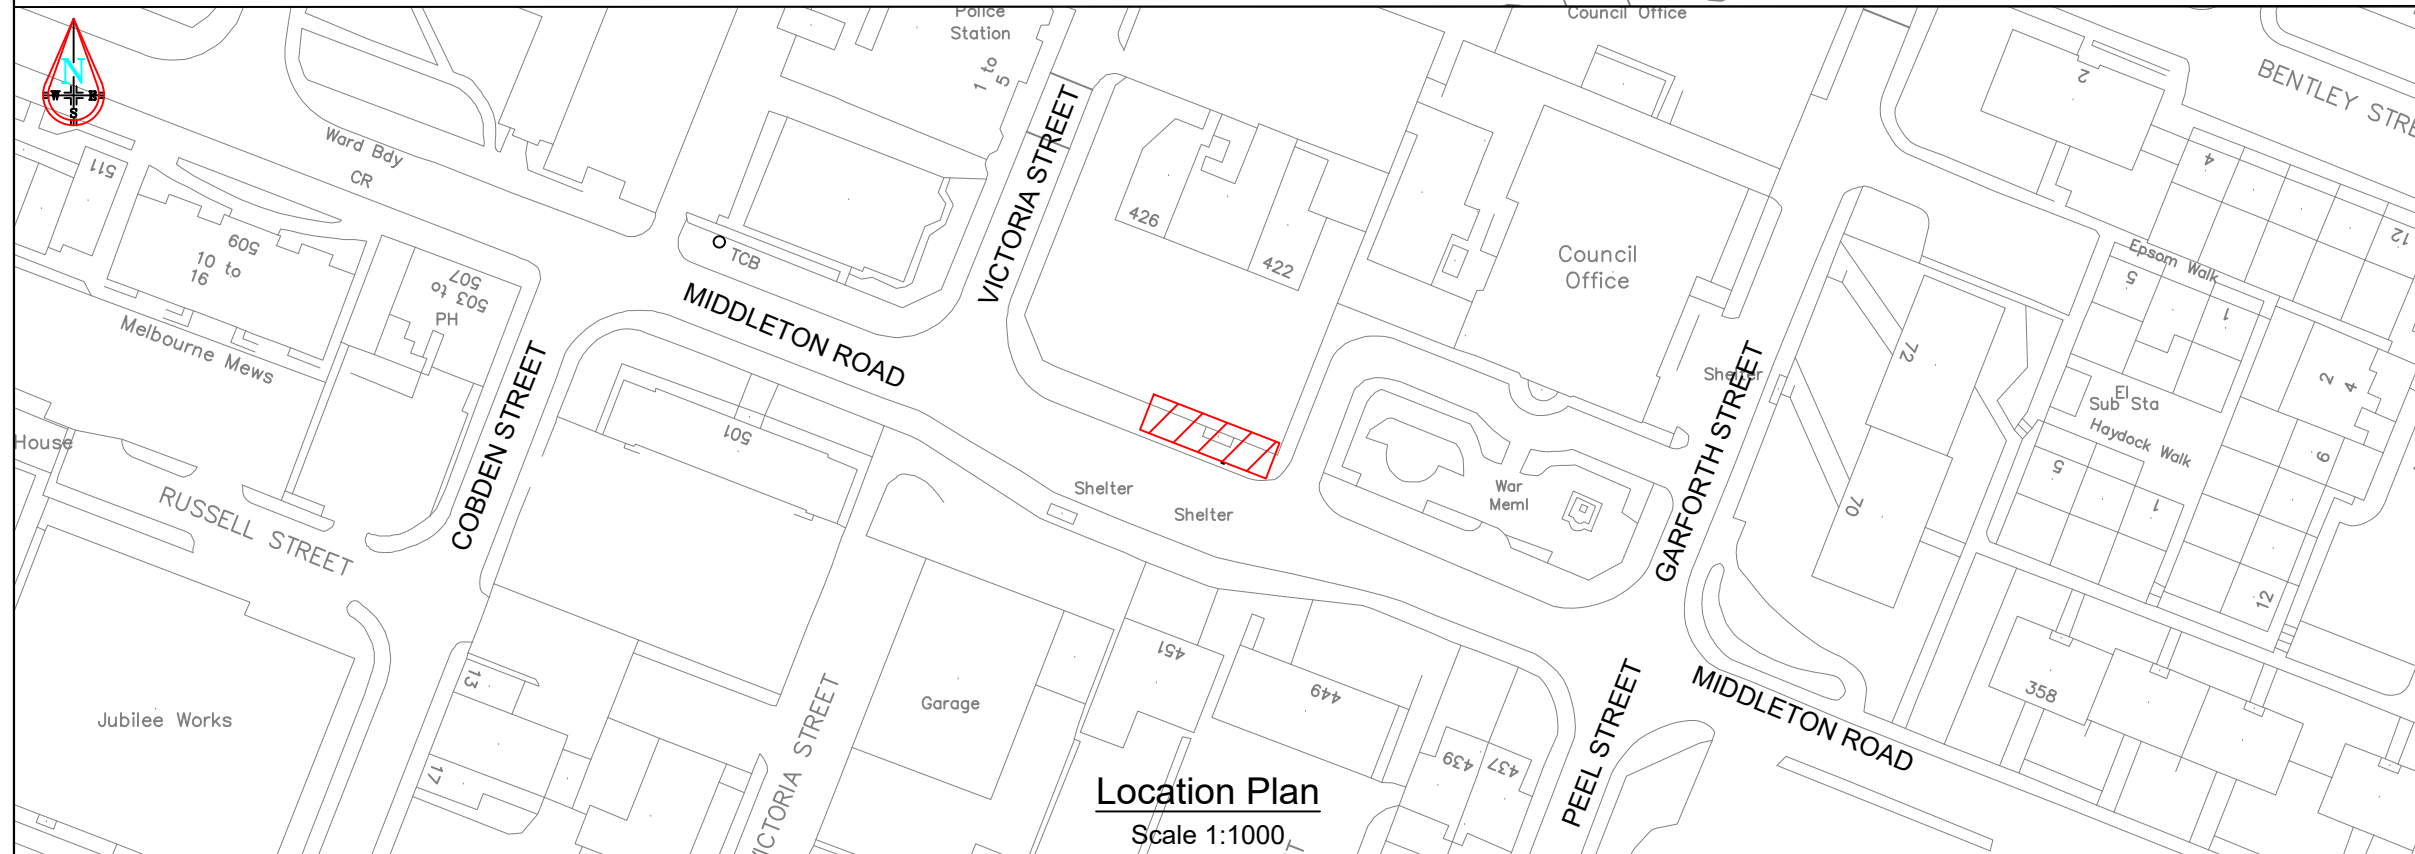 Police
Station
1 to
5
Council Office
N
W
E
S
2
BENTLEY STRE
Ward Bdy
CR
511
VICTORIA STREET
4
12
509
10 to
16
503 to
507
PH
TCB
426
422
Council
Office
Epsom Walk
5
1
Melbourne Mews
MIDDLETON ROAD
COBDEN STREET
House
501
Shelter
GARFORTH STREET
72
70
El
Sub Sta
2
4
Haydock Walk
5
1
6
12
RUSSELL STREET
Shelter
Shelter
War
Meml
13
17
Jubilee Works
VICTORIA STREET
Garage
451
449
439
437
PEEL STREET
MIDDLETON ROAD
358
Location Plan
Scale 1:1000
T